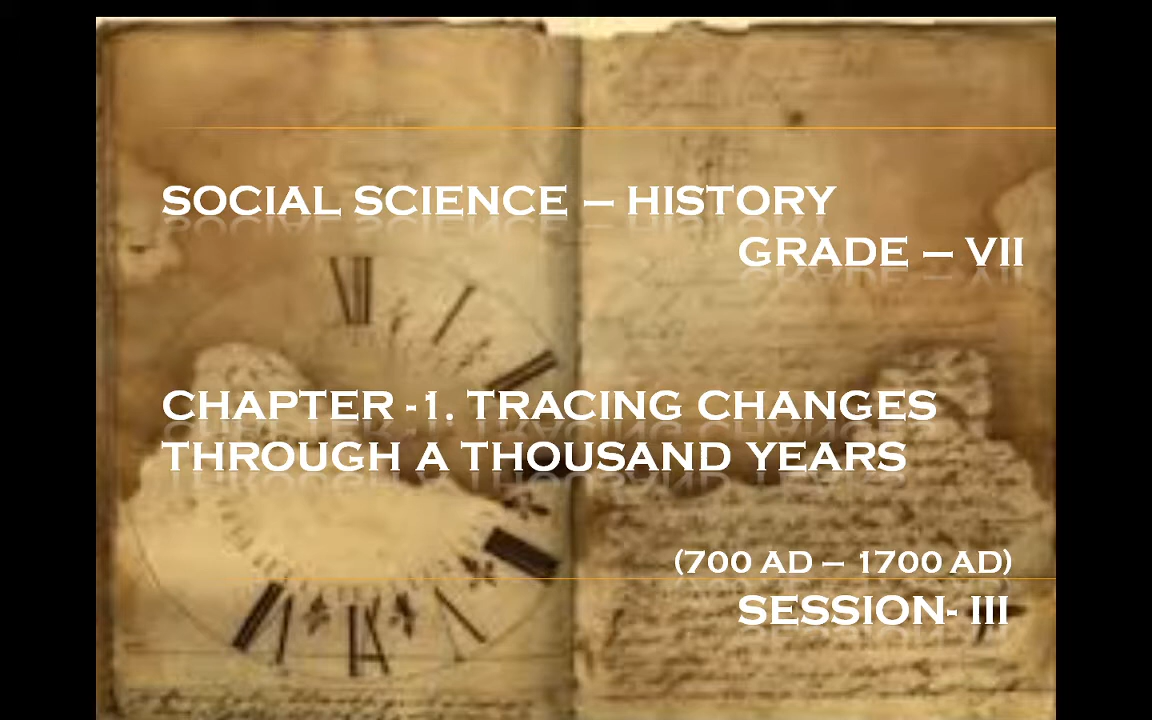 SOCIAL SCIENCE – HISTORY
GRADE – VII
CHAPTER -1. TRACING CHANGES
THROUGH A THOUSAND YEARS
(700 AD – 1700 AD)
SESSION- III